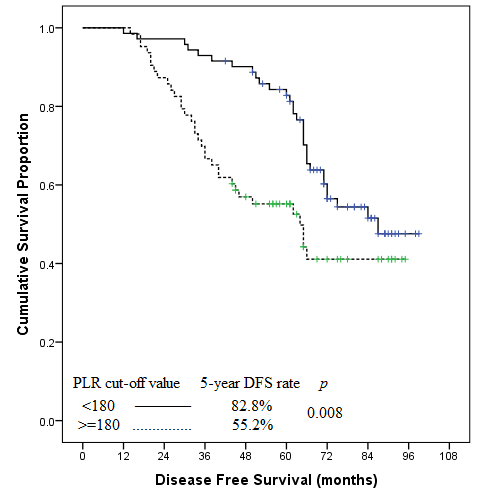 Cumulative Survival Proportion
1.0
0.8
0.6
0.4
0.2
0.0
PLR cut-off value 5-year DFS rate p
<180 82.8%
0.008
>=180 55.2%
0 12 24 36 48 60 72 84 96 108
Disease Free Survival (months)